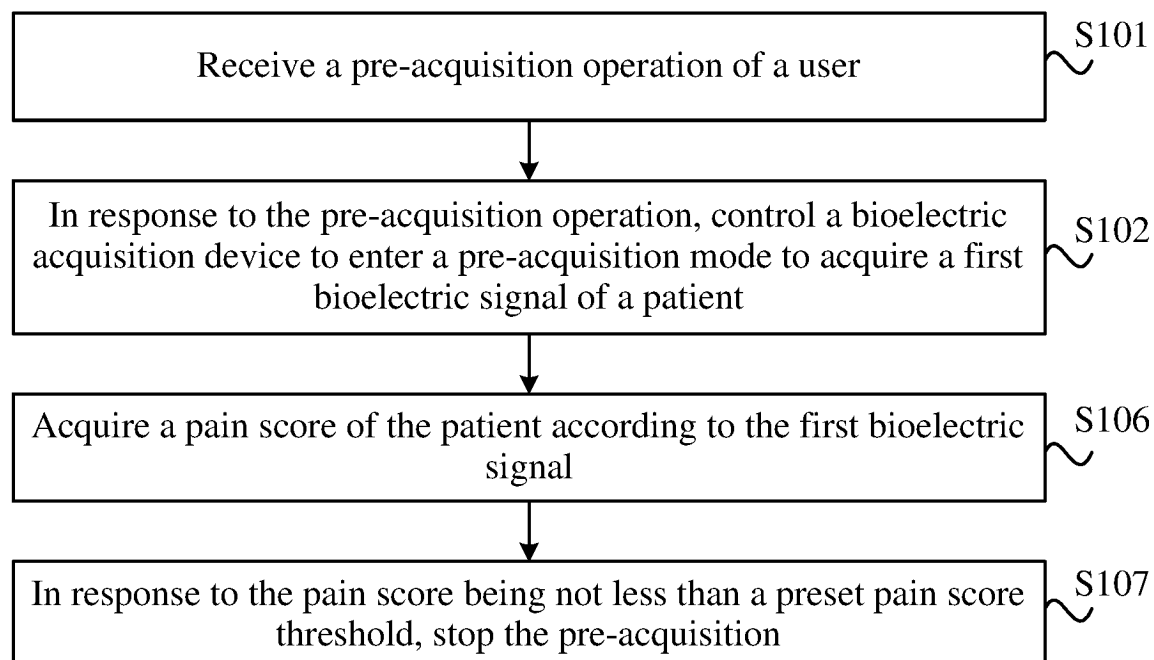 Receive a pre-acquisition operation of a user
S101
In response to the pre-acquisition operation, control a bioelectric
acquisition device to enter a pre-acquisition mode to acquire a first
bioelectric signal of a patient
S102
Acquire a pain score of the patient according to the first bioelectric
signal
S106
In response to the pain score being not less than a preset pain score
threshold, stop the pre-acquisition
S107